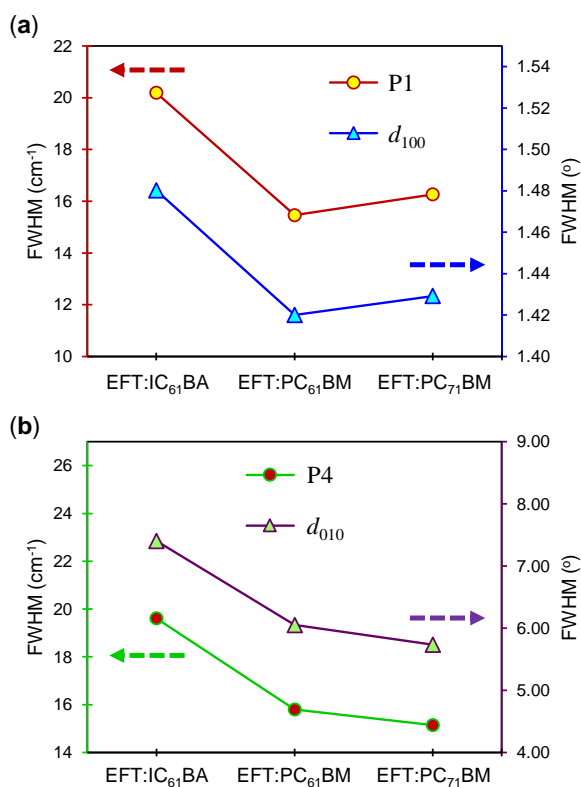 (a)
22
20
18
16
14
12
10
FWHM (cm-1)
P1
d100
1.54
1.52
1.50
1.48
1.46
1.44
1.42
1.40
FWHM (o)
EFT:IC61BA EFT:PC61BM EFT:PC71BM
(b)
26
24
22
20
18
16
14
FWHM (cm-1)
P4
d010
9.00
8.00
7.00
6.00
5.00
4.00
FWHM (o)
EFT:IC61BA EFT:PC61BM EFT:PC71BM